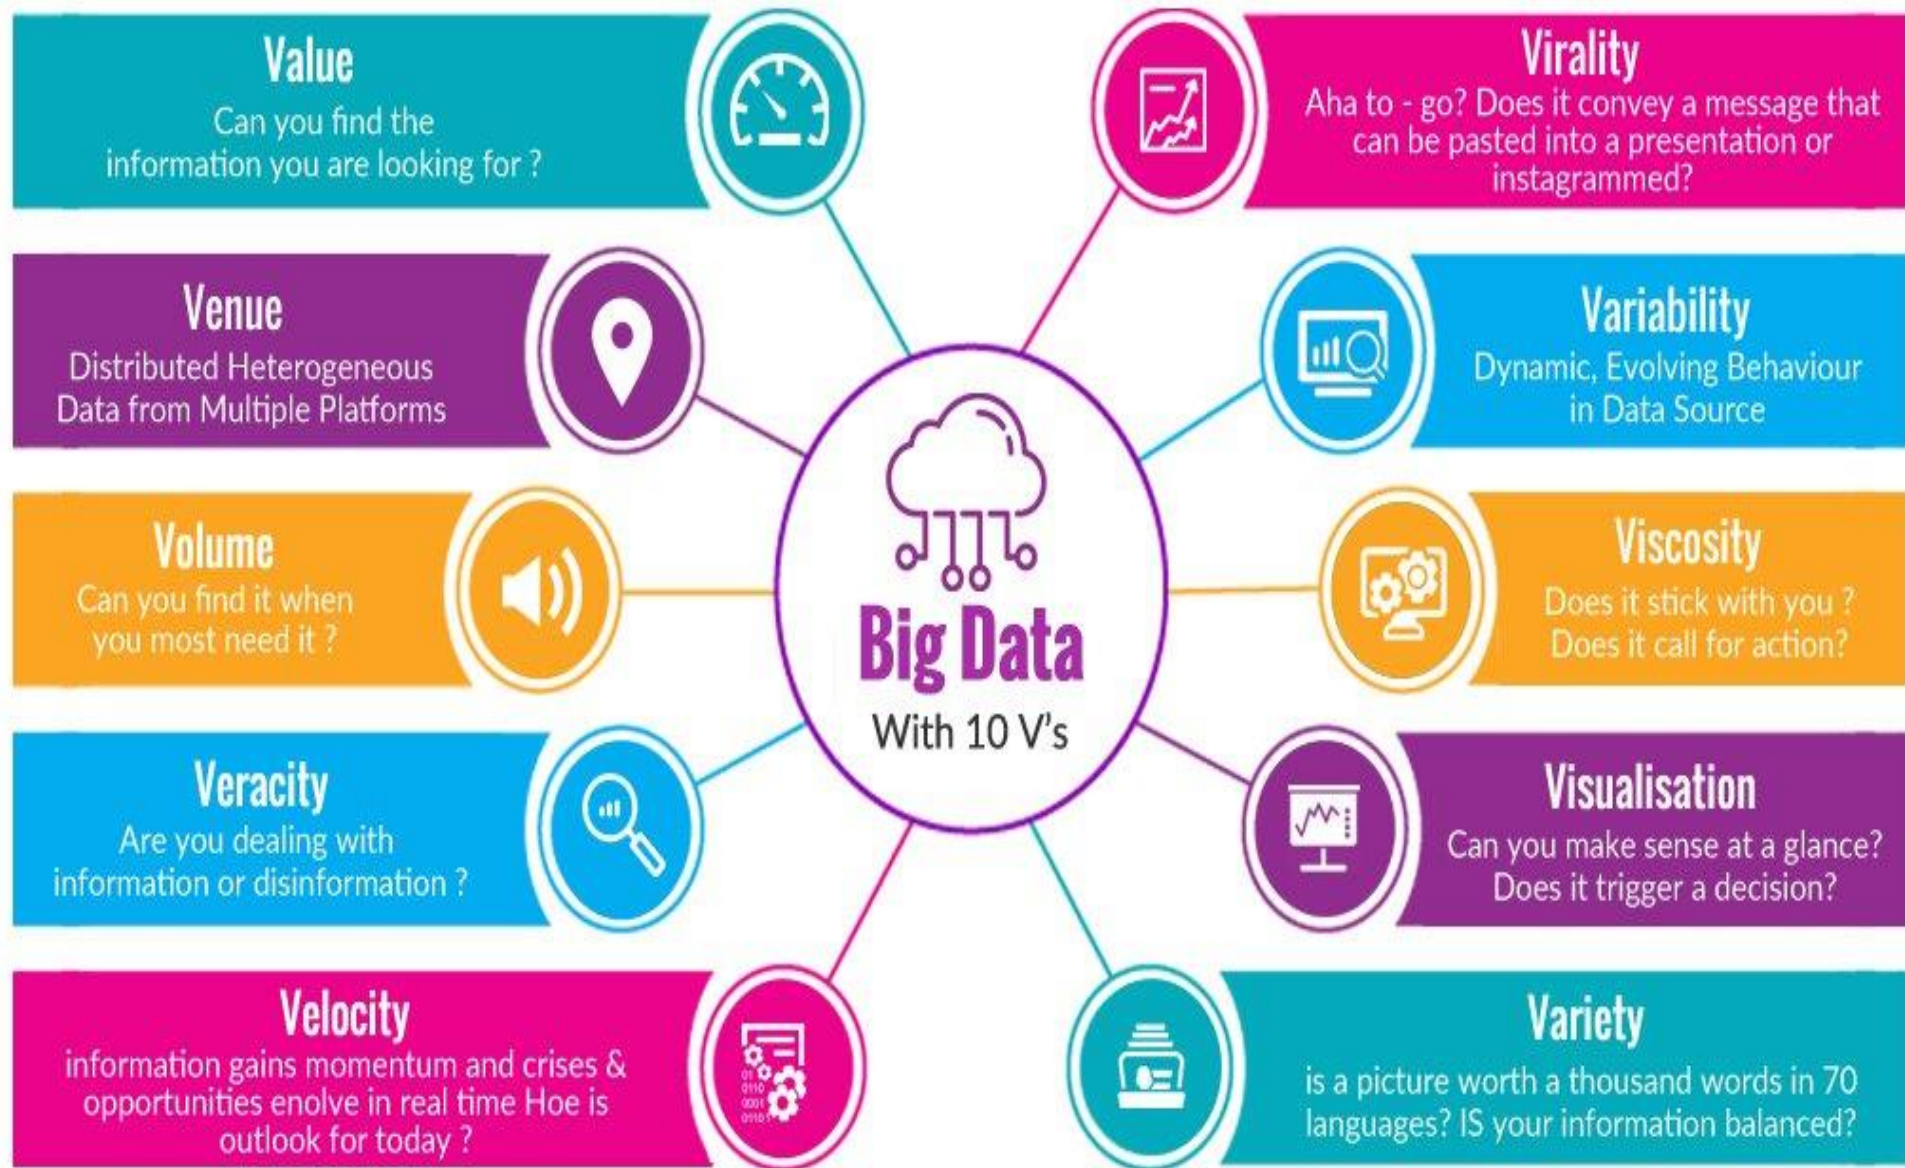 Value
Can you find the
information you are looking for ?
Venue
Distributed Heterogeneous
Data from Multiple Platforms
Volume
Can you find it when
you most need it ?
Veracity
Are you dealing with
information or disinformation ?
Velocity
information gains momentum and crises &
opportunities enolve in real time Hoe is
outlook for today ?
Big Data
With 10 V's
Virality
Aha to - go? Does it convey a message that
can be pasted into a presentation or
instagrammed?
Variability
Dynamic, Evolving Behaviour
in Data Source
Viscosity
Does it stick with you ?
Does it call for action?
Visualisation
Can you make sense at a glance?
Does it trigger a decision?
Variety
is a picture worth a thousand words in 70
languages? IS your information balanced?